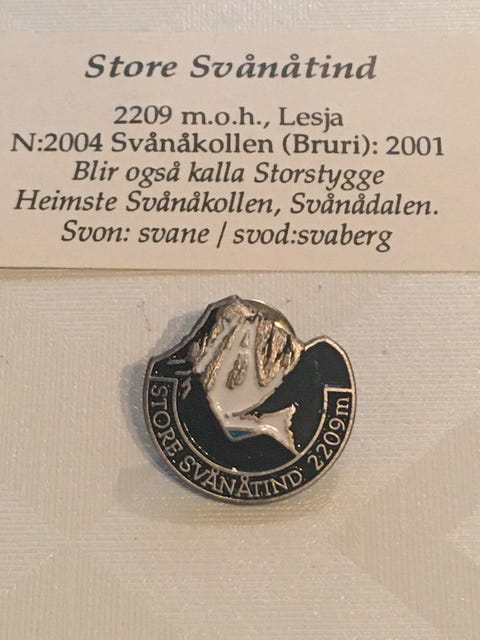 Store Svånåtind
2209 m.o.h., Lesja
N:2004 Svånåkollen (Bruri): 2001
Blir også kalla Storstygge
Heimste Svånåkollen, Svånådalen.
Svon: svane / svod:svaberg
STORE SVÅNÅTIND 2209m